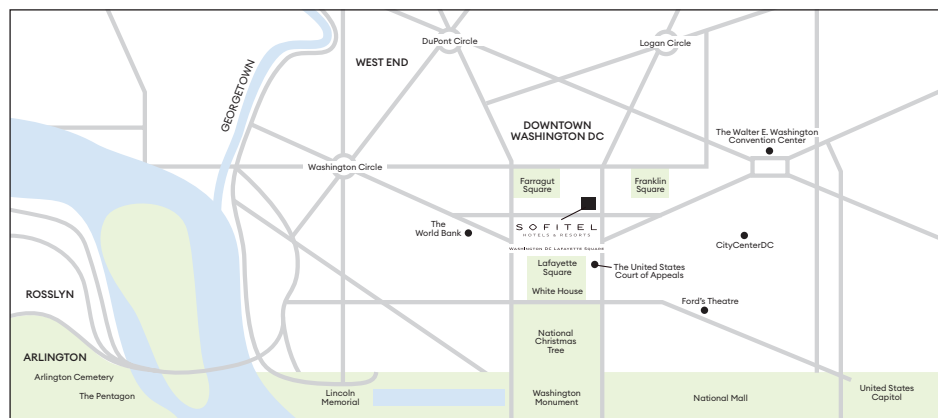 DuPont Circle
Logan Circle
WEST END
GEORGETOWN
DOWNTOWN
WASHINGTON DC
The Walter E. Washington
Convention Center
Washington Circle
Farragut
Square
Franklin
Square
The
World Bank
SOFITEL
HOTELS & RESORTS
WASHINGTON DC LAFAYETTE SQUARE
CityCenterDC
Lafayette
Square
The United States
Court of Appeals
White House
ROSSLYN
Ford's Theatre
National
Christmas
Tree
ARLINGTON
Arlington Cemetery
The Pentagon
Lincoln
Memorial
Washington
Monument
National Mall
United States
Capitol